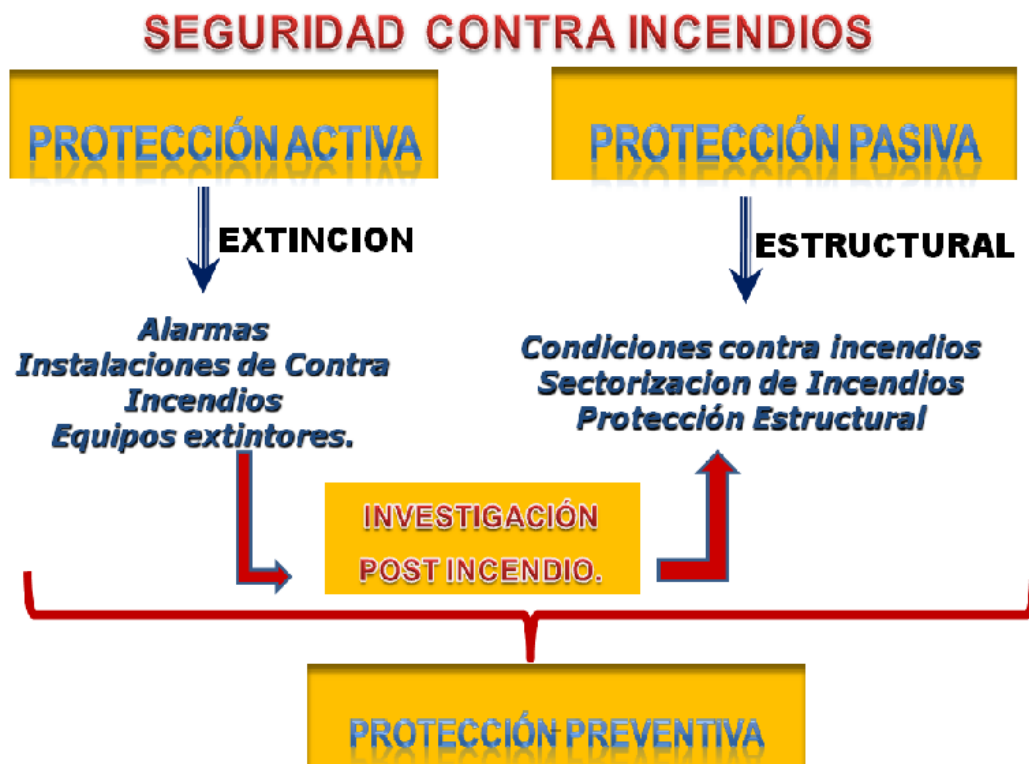 SEGURIDAD CONTRA INCENDIOS
PROTECCIÓN ACTIVA
EXTINCION
Alarmas
Instalaciones de Contra
Incendios
Equipos extintores.
PROTECCIÓN PASIVA
ESTRUCTURAL
Condiciones contra incendios
Sectorizacion de Incendios
Protección Estructural
INVESTIGACIÓN
POST INCENDIO.
PROTECCIÓN PREVENTIVA